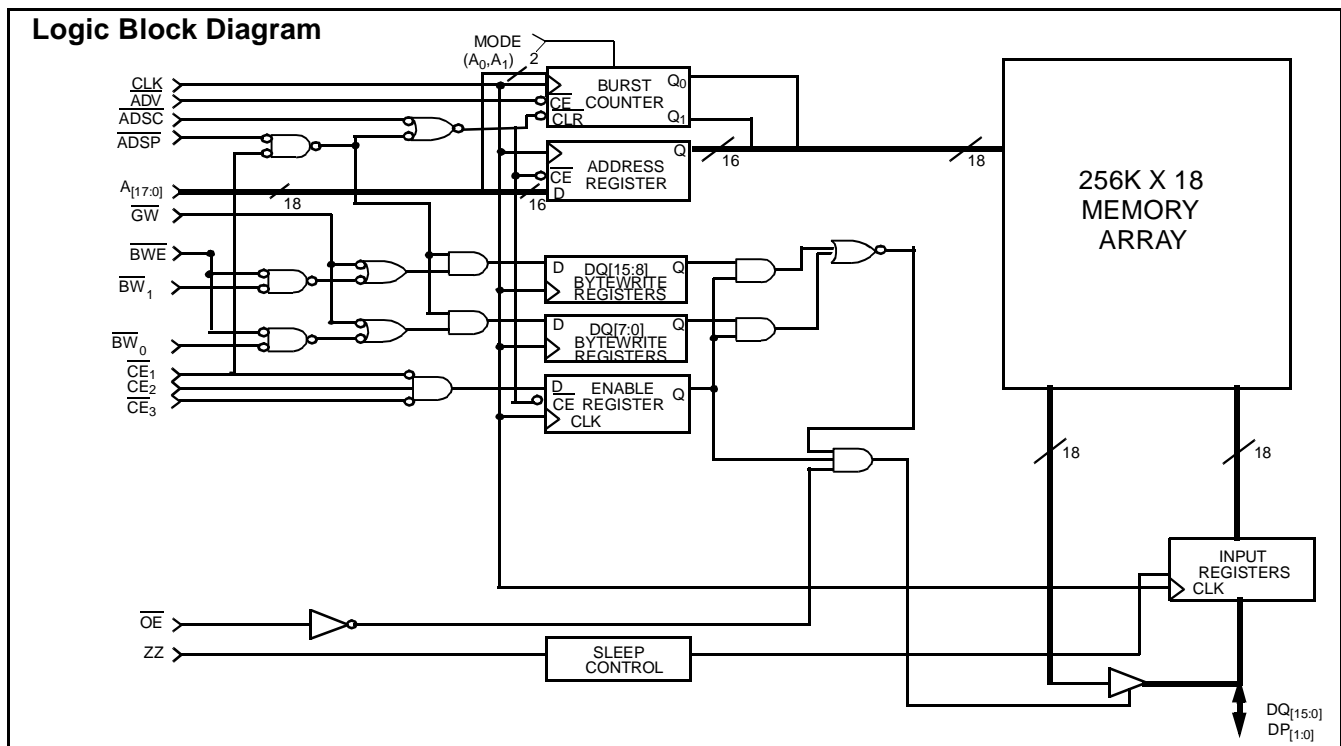 Logic Block Diagram
MODE
(A0,A1)
2
CLK
ADV
ADSC
ADSP
A[17:0]
18
GW
BWE
BW1
BW0
CE1
CE2
CE3
OE
ZZ
BURST
COUNTER
CE
CLR
Q0
Q1
ADDRESS
REGISTER
CE
D
Q
16
16
18
D
DQ[15:8]
BYTEWRITE
REGISTERS
Q
D
DQ[7:0]
BYTEWRITE
REGISTERS
Q
D
ENABLE
CE
REGISTER
CLK
Q
SLEEP
CONTROL
256K X 18
MEMORY
ARRAY
18
18
INPUT
REGISTERS
CLK
DQ[15:0]
DP[1:0]